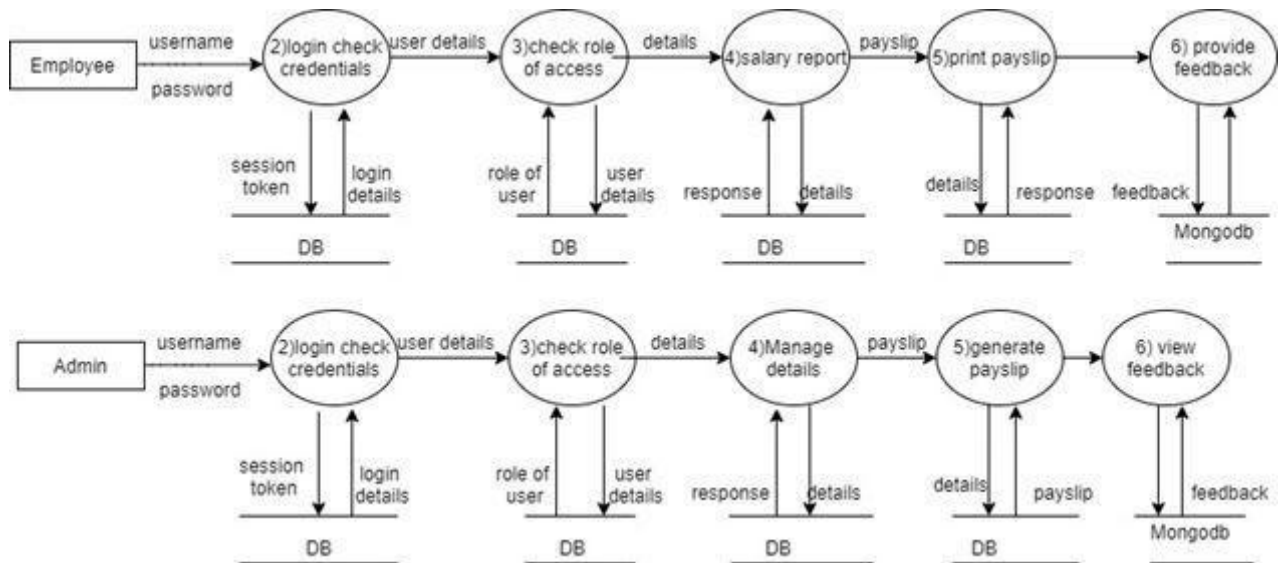 username
Employee
password
2)login check
credentials
user details
3)check role
of access
details
4)salary report
payslip
5)print payslip
6) provide
feedback
session
token
login
details
role of
user
user
details
response
details
details
response
feedback
DB
DB
DB
DB
Mongodb
username
Admin
password
2)login check
credentials
user details
3)check role
of access
details
4)Manage
details
payslip
5)generate
payslip
6) view
feedback
session
token
login
details
role of
user
user
details
response
details
details
payslip
feedback
DB
DB
DB
DB
Mongodb